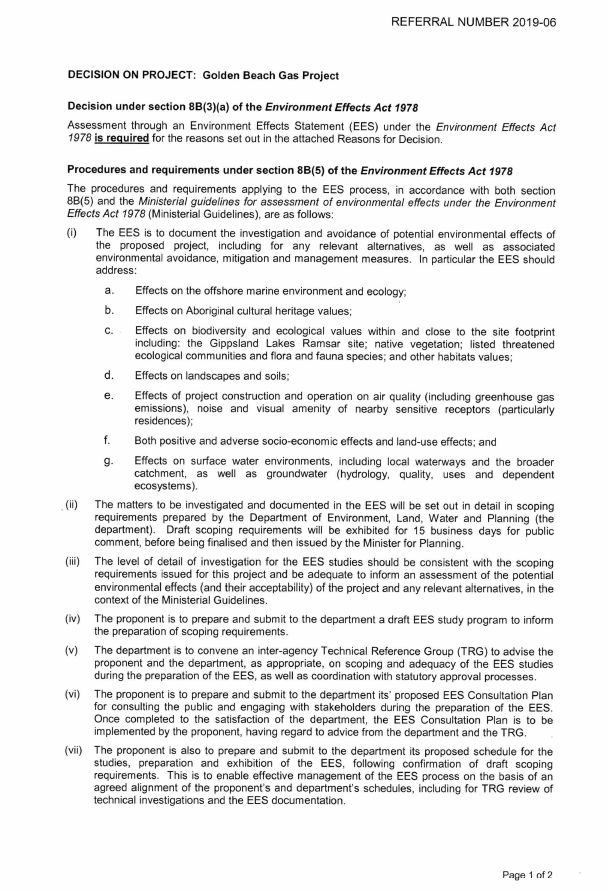 REFERRAL NUMBER 2019-06
DECISION ON PROJECT: Golden Beach Gas Project
Decision under section 8B(3)(a) of the Environment Effects Act 1978
Assessment through an Environment Effects Statement (EES) under the Environment Effects Act
1978 is required for the reasons set out in the attached Reasons for Decision.
Procedures and requirements under section 8B(5) of the Environment Effects Act 1978
The procedures and requirements applying to the EES process, in accordance with both section
8B(5) and the Ministerial guidelines for assessment of environmental effects under the Environment
Effects Act 1978 (Ministerial Guidelines), are as follows:
(i) The EES is to document the investigation and avoidance of potential environmental effects of
the proposed project, including for any relevant alternatives, as well as associated
environmental avoidance, mitigation and management measures. In particular the EES should
address:
a. Effects on the offshore marine environment and ecology;
b. Effects on Aboriginal cultural heritage values;
c. Effects on biodiversity and ecological values within and close to the site footprint
including: the Gippsland Lakes Ramsar site; native vegetation; listed threatened
ecological communities and flora and fauna species; and other habitats values;
d. Effects on landscapes and soils;
e. Effects of project construction and operation on air quality (including greenhouse gas
emissions), noise and visual amenity of nearby sensitive receptors (particularly
residences);
f. Both positive and adverse socio-economic effects and land-use effects; and
g. Effects on surface water environments, including local waterways and the broader
catchment, as well as groundwater (hydrology, quality, uses and dependent
ecosystems).
(ii) The matters to be investigated and documented in the EES will be set out in detail in scoping
requirements prepared by the Department of Environment, Land, Water and Planning (the
department). Draft scoping requirements will be exhibited for 15 business days for public
comment, before being finalised and then issued by the Minister for Planning.
(iii) The level of detail of investigation for the EES studies should be consistent with the scoping
requirements issued for this project and be adequate to inform an assessment of the potential
environmental effects (and their acceptability) of the project and any relevant alternatives, in the
context of the Ministerial Guidelines.
(iv) The proponent is to prepare and submit to the department a draft EES study program to inform
the preparation of scoping requirements.
(v) The department is to convene an inter-agency Technical Reference Group (TRG) to advise the
proponent and the department, as appropriate, on scoping and adequacy of the EES studies
during the preparation of the EES, as well as coordination with statutory approval processes.
(vi) The proponent is to prepare and submit to the department its' proposed EES Consultation Plan
for consulting the public and engaging with stakeholders during the preparation of the EES.
Once completed to the satisfaction of the department, the EES Consultation Plan is to be
implemented by the proponent, having regard to advice from the department and the TRG.
(vii) The proponent is also to prepare and submit to the department its proposed schedule for the
studies, preparation and exhibition of the EES, following confirmation of draft scoping
requirements. This is to enable effective management of the EES process on the basis of an
agreed alignment of the proponent's and department's schedules, including for TRG review of
technical investigations and the EES documentation.
Page 1 of 2